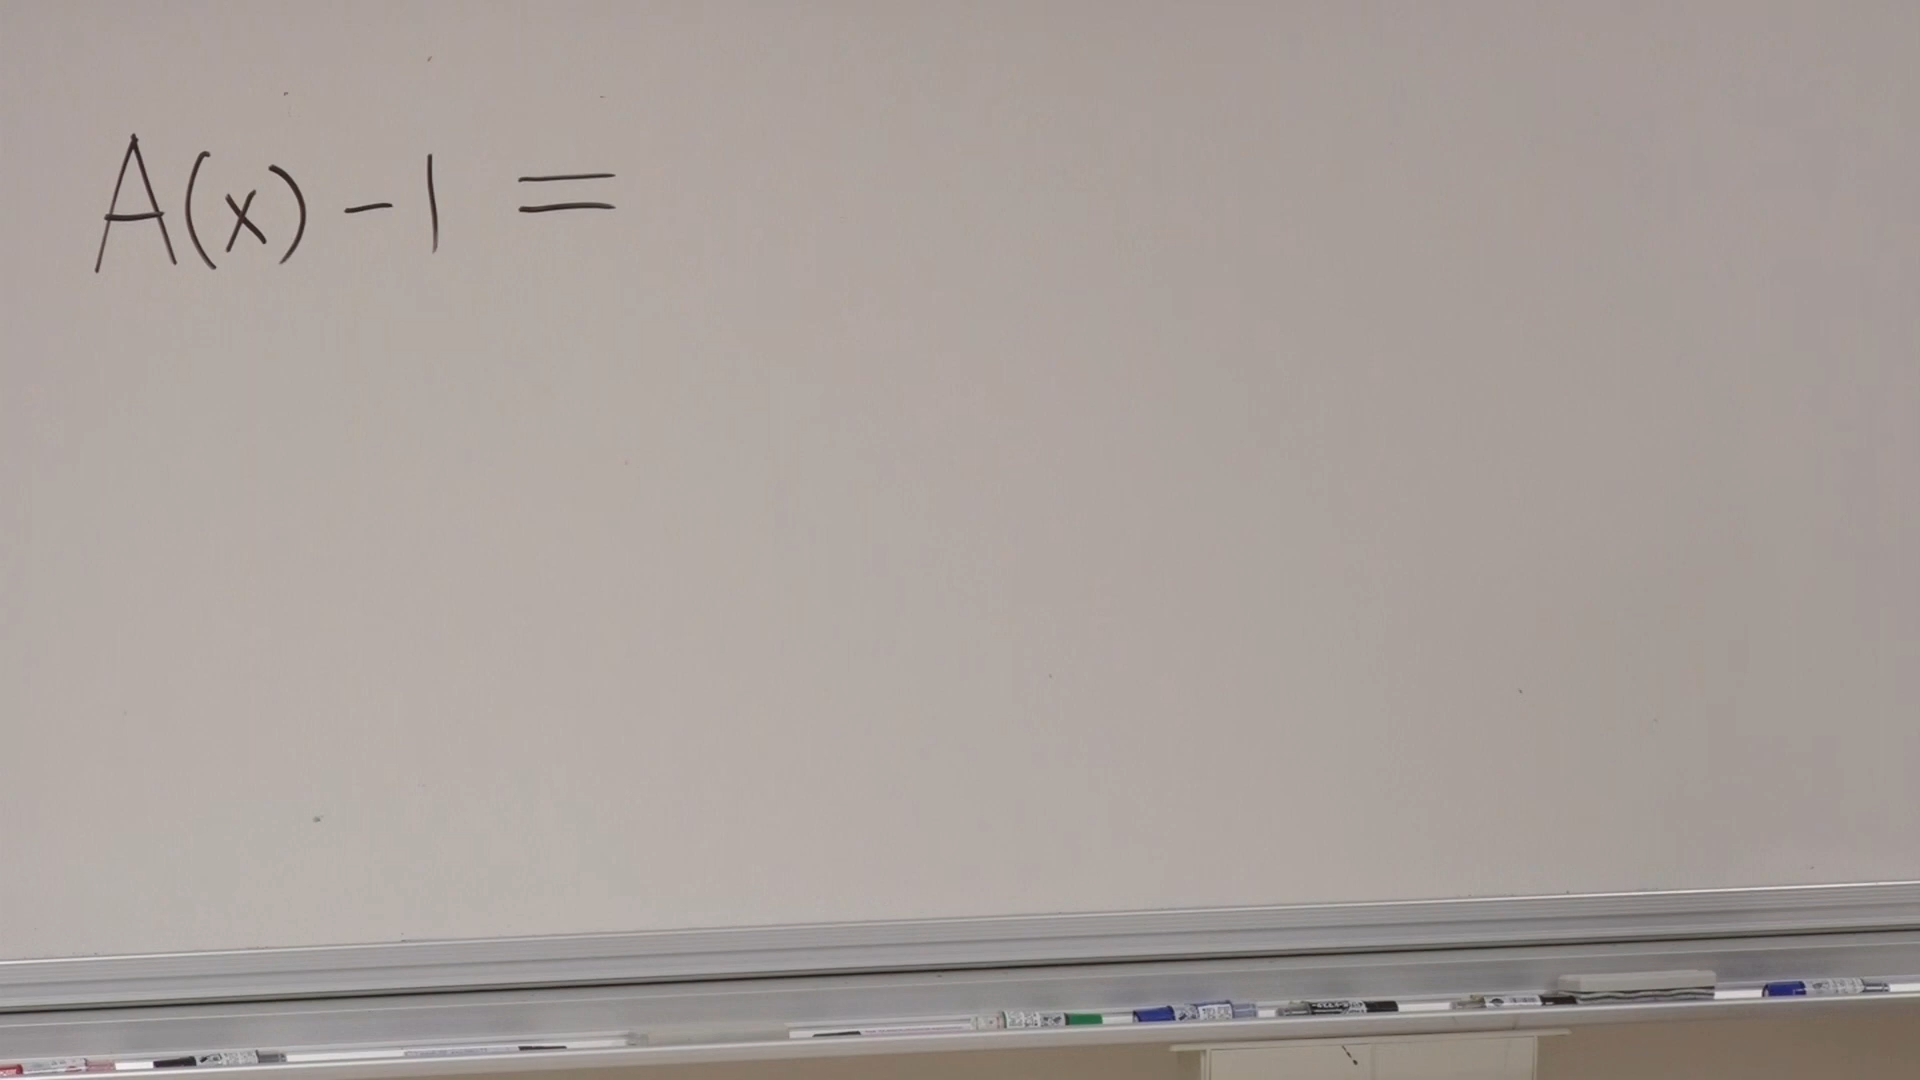 A(x) - 1 =